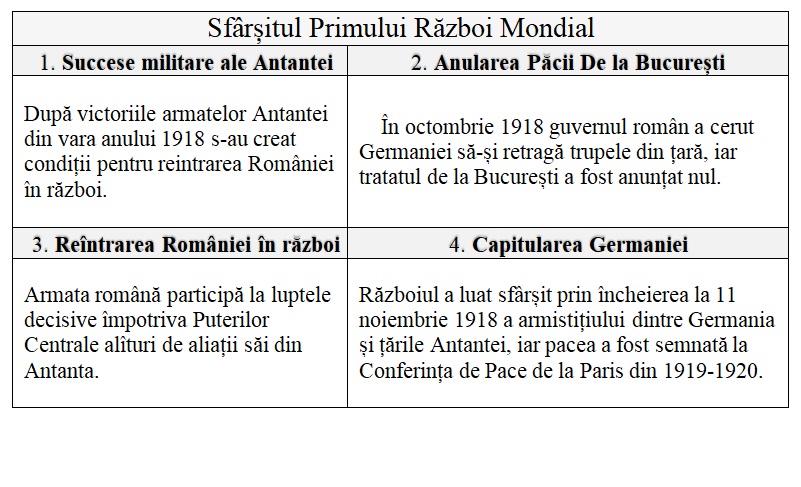 Sfârșitul Primului Război Mondial
1. Succese militare ale Antantei
2. Anularea Păcii De la București
După victoriile armatelor Antantei
din vara anului 1918 s-au creat
condiții pentru reintrarea României
în război.
În octombrie 1918 guvernul român a cerut
Germaniei să-și retragă trupele din țară, iar
tratatul de la București a fost anunțat nul.
3. Reîntrarea României în război
4. Capitularea Germaniei
Armata română participă la luptele
decisive împotriva Puterilor
Centrale alîturi de aliații săi din
Antanta.
Războiul a luat sfârșit prin încheierea la 11
noiembrie 1918 a armistițiului dintre Germania
și țările Antantei, iar pacea a fost semnată la
Conferința de Pace de la Paris din 1919-1920.